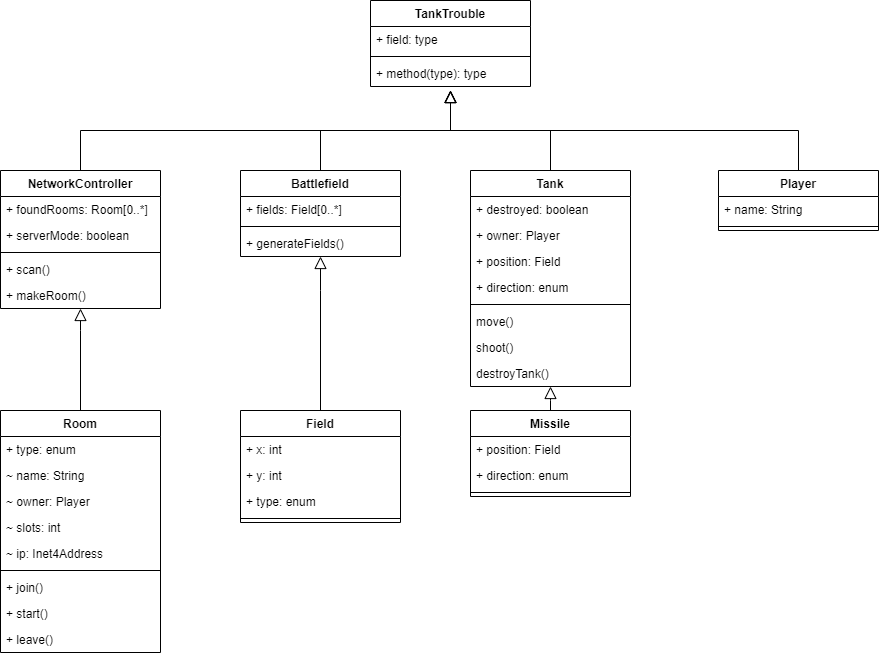 TankTrouble
+ field: type
+ method(type): type
NetworkController
+ foundRooms: Room[0..*]
+ serverMode: boolean
+ scan()
+ makeRoom()
Battlefield
+ fields: Field[0..*]
+ generateFields()
Tank
+ destroyed: boolean
+ owner: Player
+ position: Field
+ direction: enum
move()
shoot()
destroyTank()
Player
+ name: String
Room
+ type: enum
~ name: String
~ owner: Player
~ slots: int
~ ip: Inet4Address
+ join()
+ start()
+ leave()
Field
+ x: int
+ y: int
+ type: enum
Missile
+ position: Field
+ direction: enum